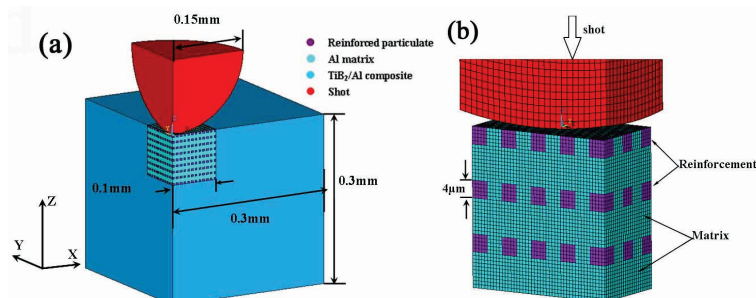 (a)
0.15mm
Reinforced particulate
Al matrix
TiB₂/Al composite
Shot
0.1mm
0.3mm
0.3mm
Z
Y
X
(b)
shot
Reinforcement
4μm
Matrix